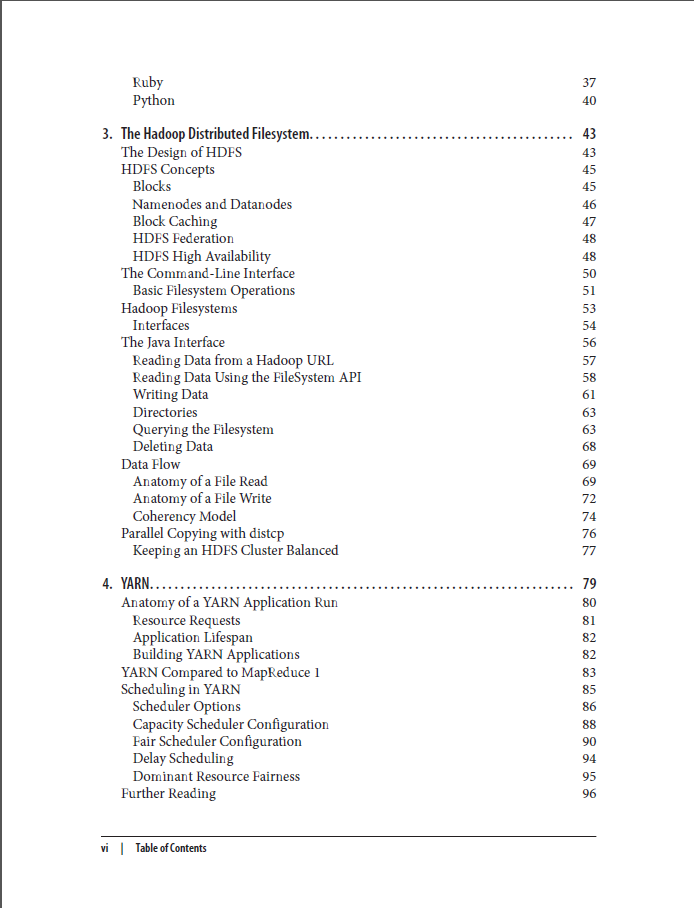 Ruby 37
Python 40
3. The Hadoop Distributed Filesystem. . . . . . . . . . . . . . . . . . . . . . . . . . . . . . . . . . . . . . . . . . . 43
The Design of HDFS 43
HDFS Concepts 45
Blocks 45
Namenodes and Datanodes 46
Block Caching 47
HDFS Federation 48
HDFS High Availability 48
The Command-Line Interface 50
Basic Filesystem Operations 51
Hadoop Filesystems 53
Interfaces 54
The Java Interface 56
Reading Data from a Hadoop URL 57
Reading Data Using the FileSystem API 58
Writing Data 61
Directories 63
Querying the Filesystem 63
Deleting Data 68
Data Flow 69
Anatomy of a File Read 69
Anatomy of a File Write 72
Coherency Model 74
Parallel Copying with distcp 76
Keeping an HDFS Cluster Balanced 77
4. YARN. . . . . . . . . . . . . . . . . . . . . . . . . . . . . . . . . . . . . . . . . . . . . . . . . . . . . . . . . . . . . . . . . . . . . . 79
Anatomy of a YARN Application Run 80
Resource Requests 81
Application Lifespan 82
Building YARN Applications 82
YARN Compared to MapReduce 1 83
Scheduling in YARN 85
Scheduler Options 86
Capacity Scheduler Configuration 88
Fair Scheduler Configuration 90
Delay Scheduling 94
Dominant Resource Fairness 95
Further Reading 96
vi | Table of Contents